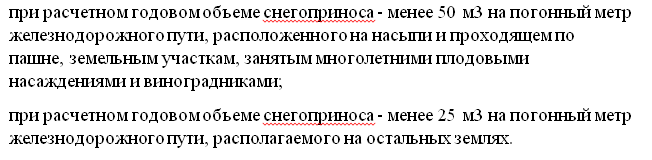 при расчетном годовом объеме снегоприноса - менее 50 м3 на погонный метр
железнодорожного пути, расположенного на насыпи и проходящем по
пашне, земельным участкам, занятым многолетними плодовыми
насаждениями и виноградниками;
при расчетном годовом объеме снегоприноса - менее 25 м3 на погонный метр
железнодорожного пути, располагаемого на остальных землях.